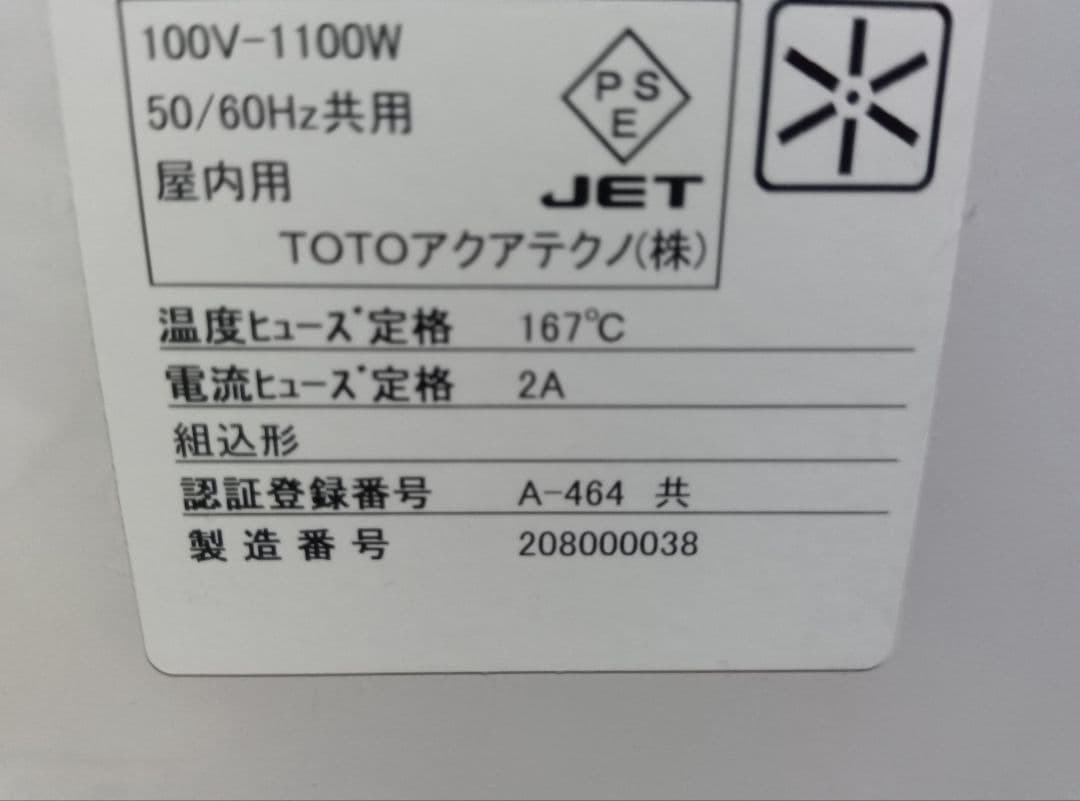 100V-1100W
50/60Hz共用
屋内用
P S
E
JET
TOTOアクアテクノ(株)
温度ﾋｭｰｽﾞ定格 167℃
電流ﾋｭｰｽﾞ定格 2A
組込形
認証登録番号 A-464 共
製造番号 208000038